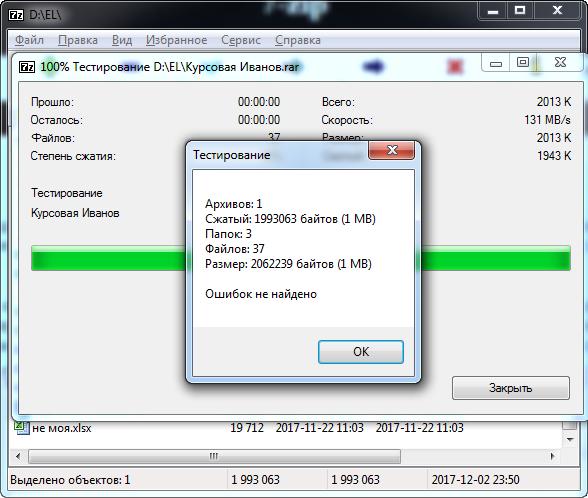 7-zip
D:\EL\
Файл Правка Вид Избранное Сервис Справка
100% Тестирование D:\EL\Курсовая Иванов.rar
Прошло: 00:00:00 Всего: 2013 K
Осталось: 00:00:00 Скорость: 131 MB/s
Файлов: 37 Размер: 2013 K
Степень сжатия: 1943 K
Тестирование
Курсовая Иванов
Тестирование
Архивов: 1
Сжатый: 1993063 байтов (1 MB)
Папок: 3
Файлов: 37
Размер: 2062239 байтов (1 MB)
Ошибок не найдено
OK
Закрыть
не моя.xlsx 19 712 2017-11-22 11:03 2017-11-22 11:03
Выделено объектов: 1 1 993 063 1 993 063 2017-12-02 23:50